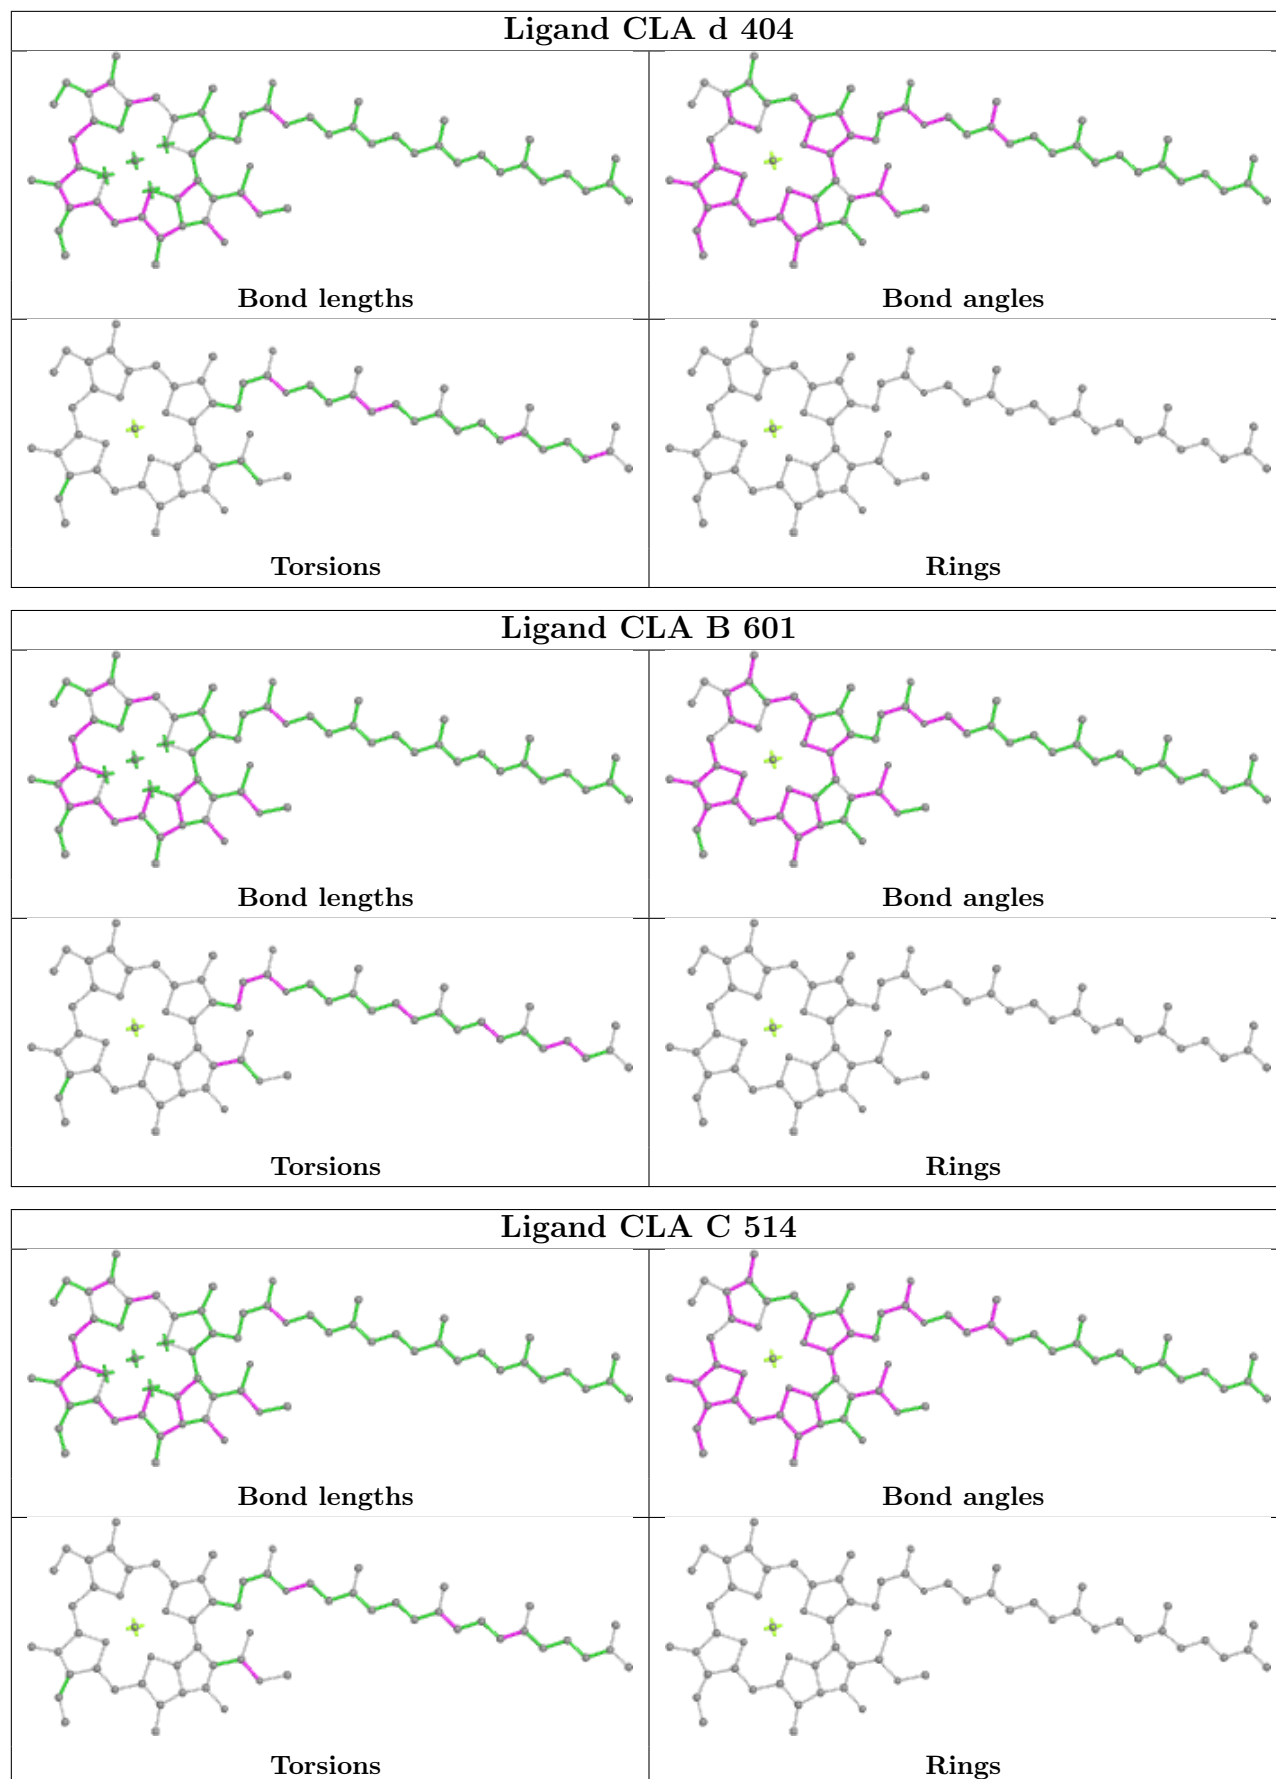 Ligand CLA d 404
Bond lengths
Bond angles
Torsions
Rings
Ligand CLA B 601
Bond lengths
Bond angles
Torsions
Rings
Ligand CLA C 514
Bond lengths
Bond angles
Torsions
Rings